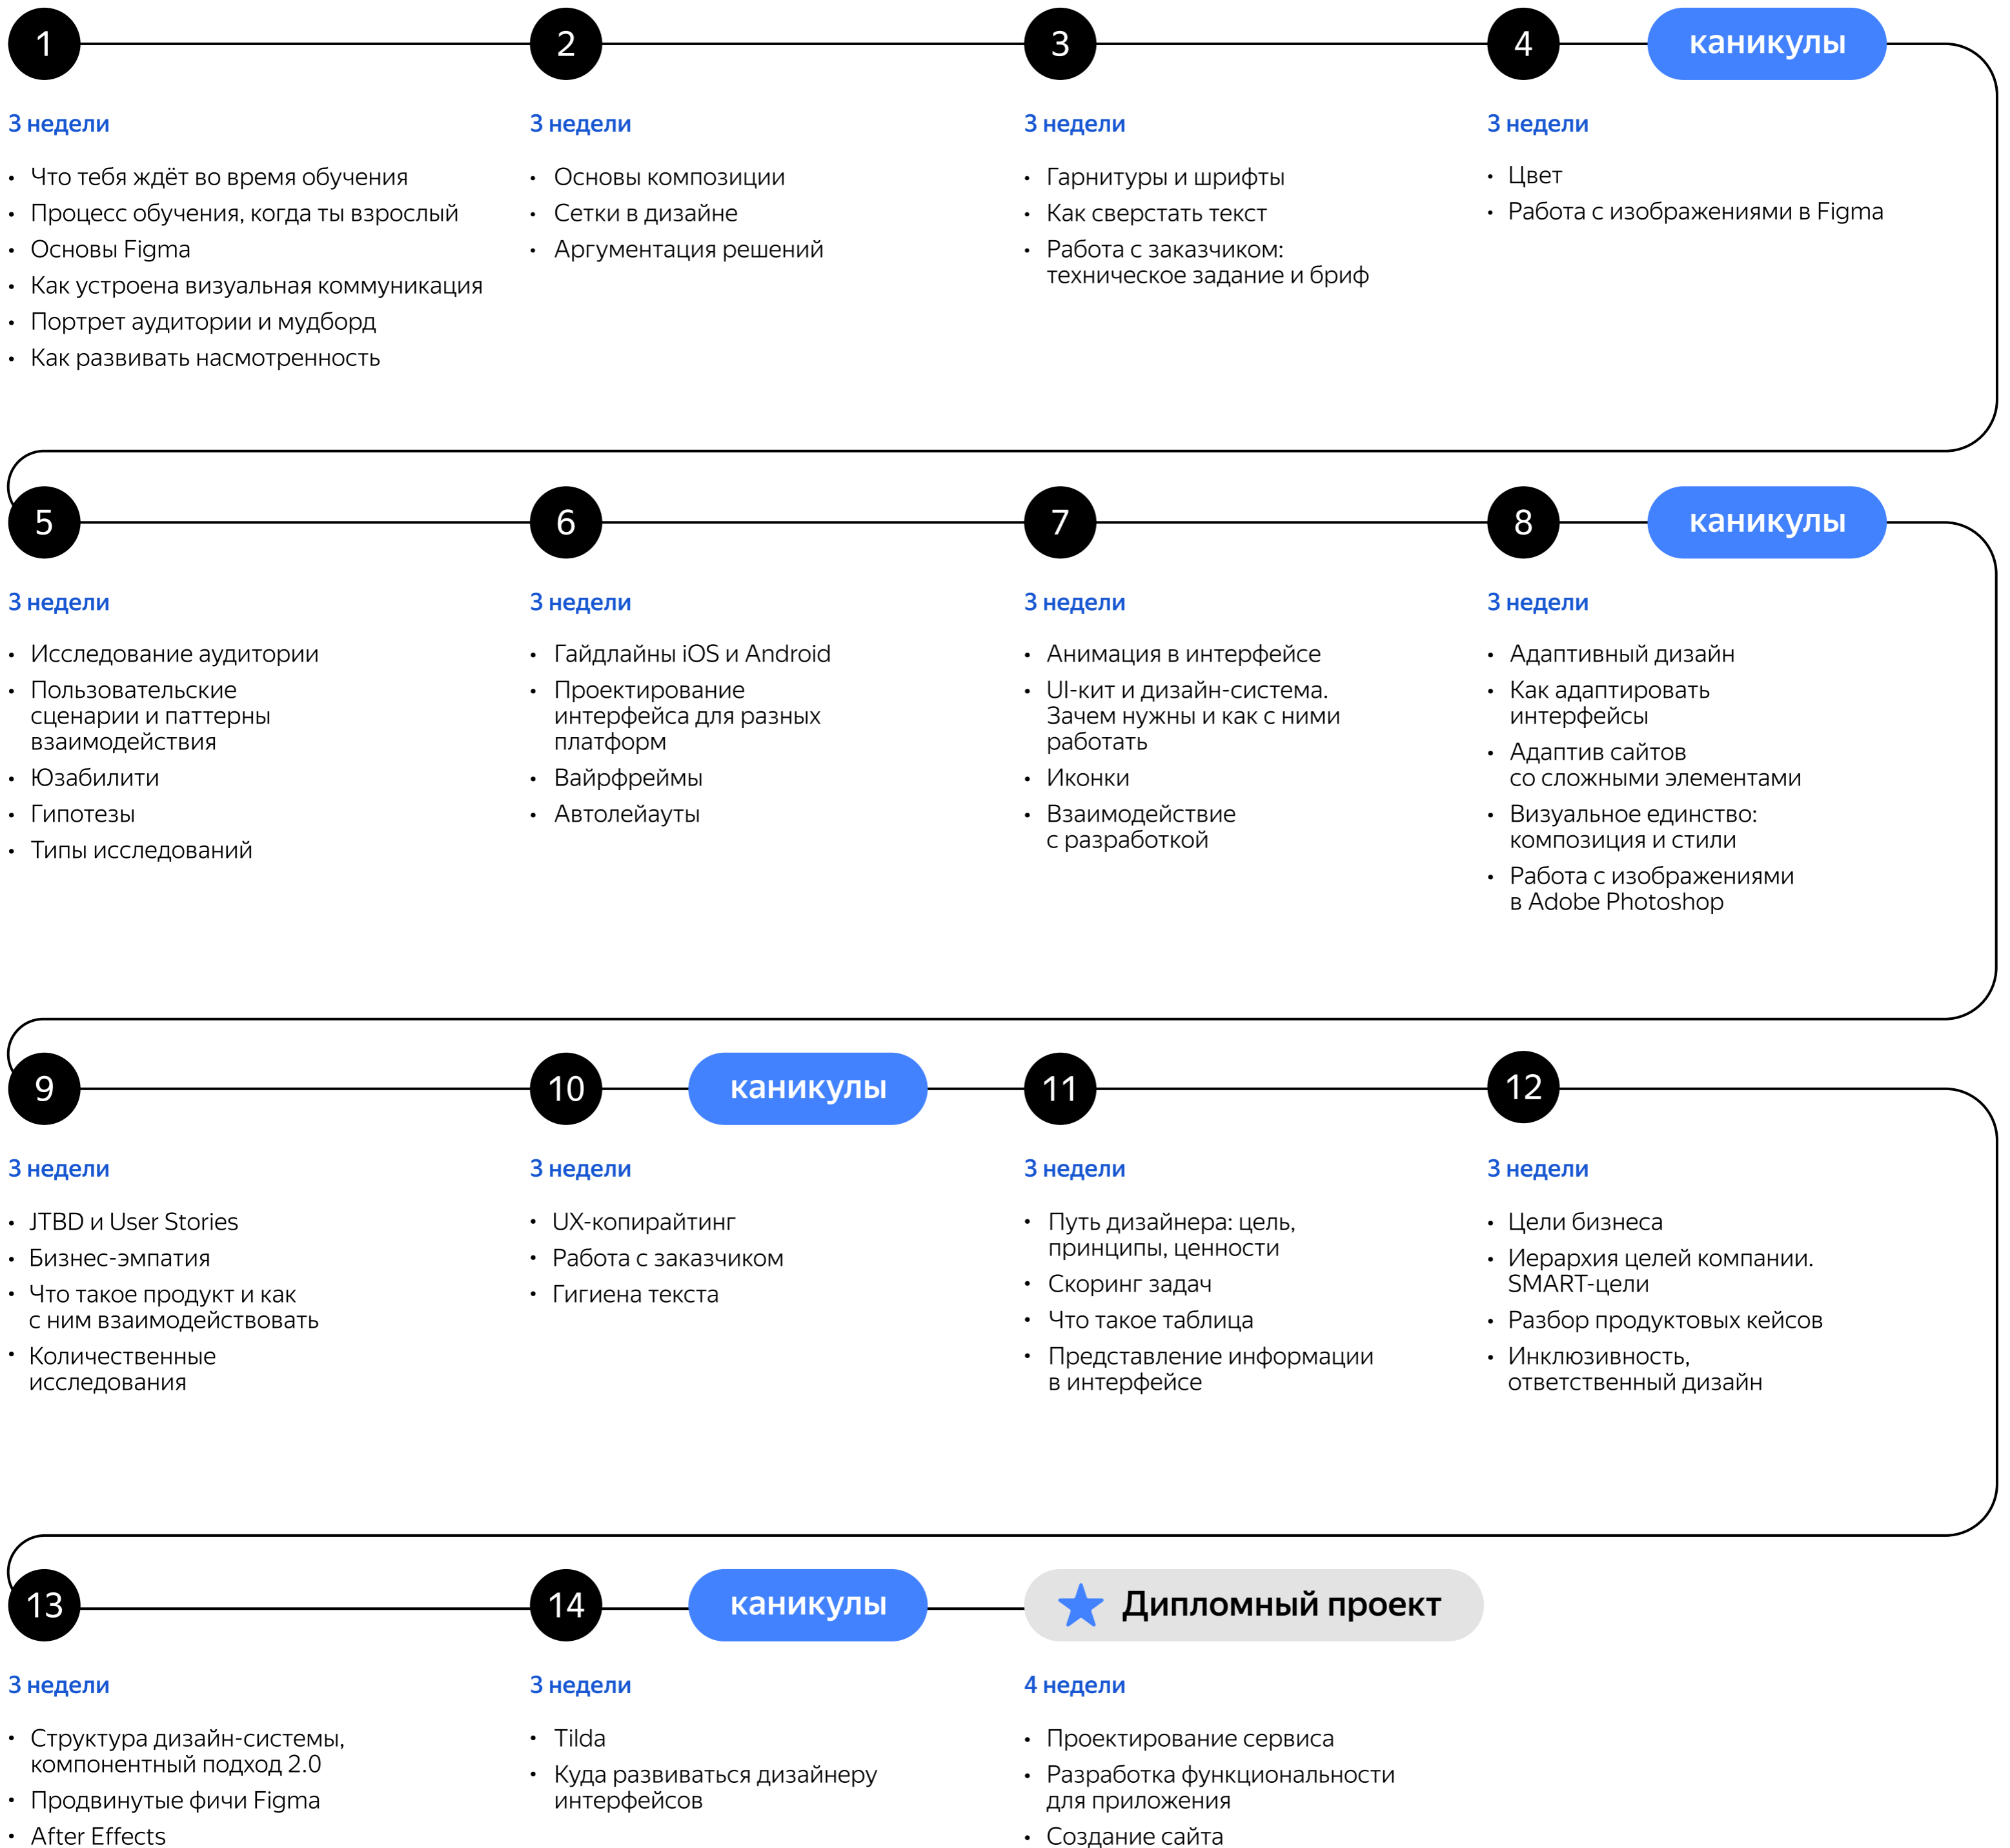 1
3 недели
• Что тебя ждёт во время обучения
• Процесс обучения, когда ты взрослый
• Основы Figma
• Как устроена визуальная коммуникация
• Портрет аудитории и мудборд
• Как развивать насмотренность
2
3 недели
• Основы композиции
• Сетки в дизайне
• Аргументация решений
3
3 недели
• Гарнитуры и шрифты
• Как сверстать текст
• Работа с заказчиком:
техническое задание и бриф
4
каникулы
3 недели
• Цвет
• Работа с изображениями в Figma
5
3 недели
• Исследование аудитории
• Пользовательские
сценарии и паттерны
взаимодействия
• Юзабилити
• Гипотезы
• Типы исследований
6
3 недели
• Гайдлайны iOS и Android
• Проектирование
интерфейса для разных
платформ
• Вайрфреймы
• Автолейауты
7
3 недели
• Анимация в интерфейсе
• UI-кит и дизайн-система.
Зачем нужны и как с ними
работать
• Иконки
• Взаимодействие
с разработкой
8
каникулы
3 недели
• Адаптивный дизайн
• Как адаптировать
интерфейсы
• Адаптив сайтов
со сложными элементами
• Визуальное единство:
композиция и стили
• Работа с изображениями
в Adobe Photoshop
9
3 недели
• JTBD и User Stories
• Бизнес-эмпатия
• Что такое продукт и как
с ним взаимодействовать
• Количественные
исследования
10
каникулы
3 недели
• UX-копирайтинг
• Работа с заказчиком
• Гигиена текста
11
3 недели
• Путь дизайнера: цель,
принципы, ценности
• Скоринг задач
• Что такое таблица
• Представление информации
в интерфейсе
12
3 недели
• Цели бизнеса
• Иерархия целей компании.
SMART-цели
• Разбор продуктовых кейсов
• Инклюзивность,
ответственный дизайн
13
3 недели
• Структура дизайн-системы,
компонентный подход 2.0
• Продвинутые фичи Figma
• After Effects
14
каникулы
3 недели
• Tilda
• Куда развиваться дизайнеру
интерфейсов
Дипломный проект
4 недели
• Проектирование сервиса
• Разработка функциональности
для приложения
• Создание сайта